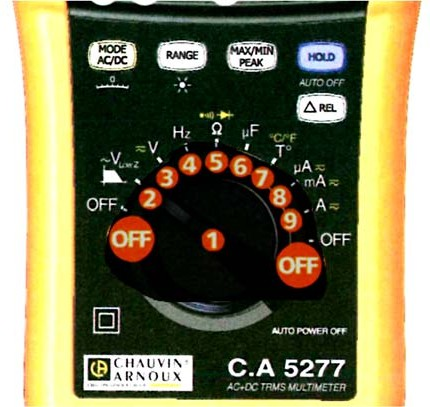 MODE AC/DC
RANGE
MAX/MIN PEAK
HOLD
AUTO OFF
Δ REL
Hz
Ω
µF
°C/°F
T°
~V LowZ
≂V
µA ≂
mA ≂
A ≂
OFF
OFF
2
3
4
5
6
7
8
9
OFF
1
OFF
AUTO POWER OFF
CHAUVIN ARNOUX
C.A 5277
AC+DC TRMS MULTIMETER